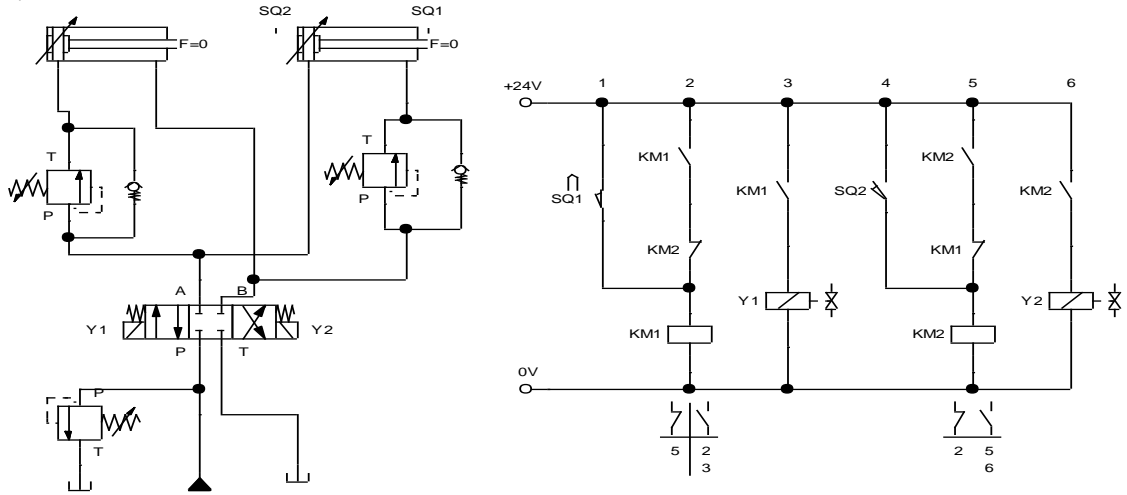 SQ2 SQ1
F=0 F=0
+24V 1 2 3 4 5 6
T
KM1 KM2
T
P
SQ1 KM1 SQ2 KM2
P
KM2 KM1
A B
Y1 Y2
Y1 Y2
KM1 KM2
P T
0V
P
T
5 2 2 5
3 6